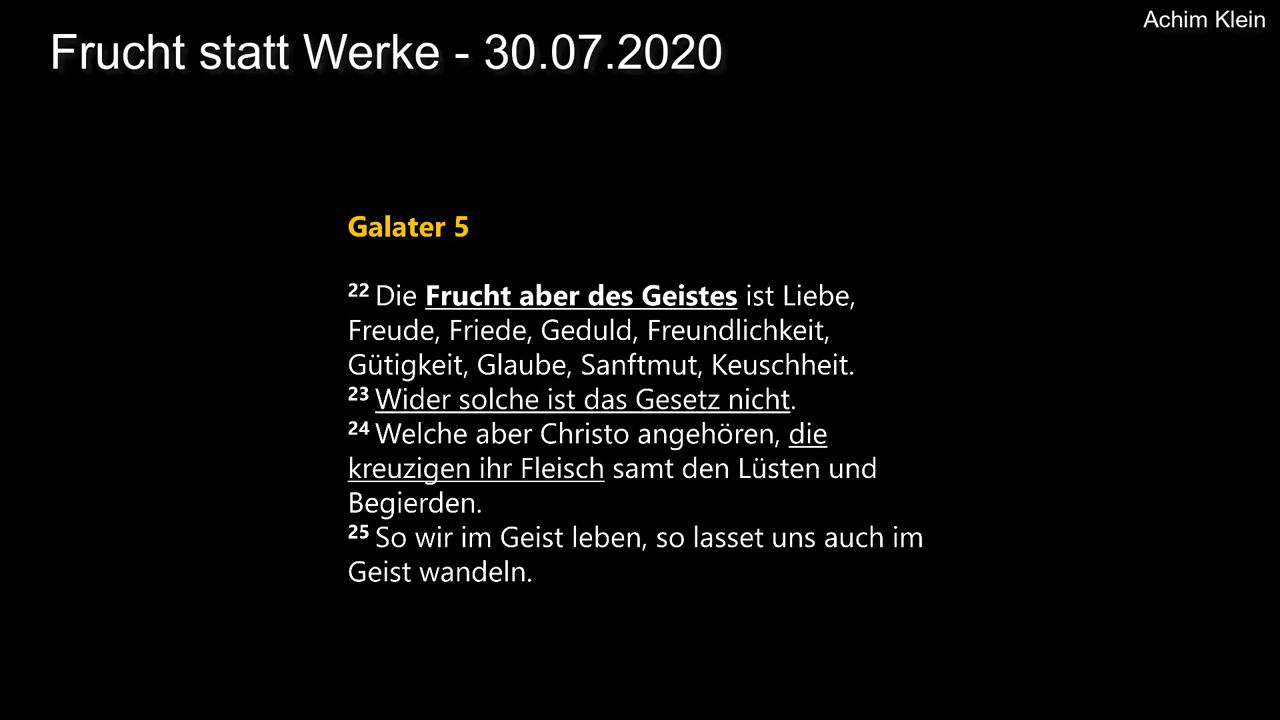 Achim Klein
Frucht statt Werke - 30.07.2020
Galater 5
22 Die Frucht aber des Geistes ist Liebe,
Freude, Friede, Geduld, Freundlichkeit,
Gütigkeit, Glaube, Sanftmut, Keuschheit.
23 Wider solche ist das Gesetz nicht.
24 Welche aber Christo angehören, die
kreuzigen ihr Fleisch samt den Lüsten und
Begierden.
25 So wir im Geist leben, so lasset uns auch im
Geist wandeln.